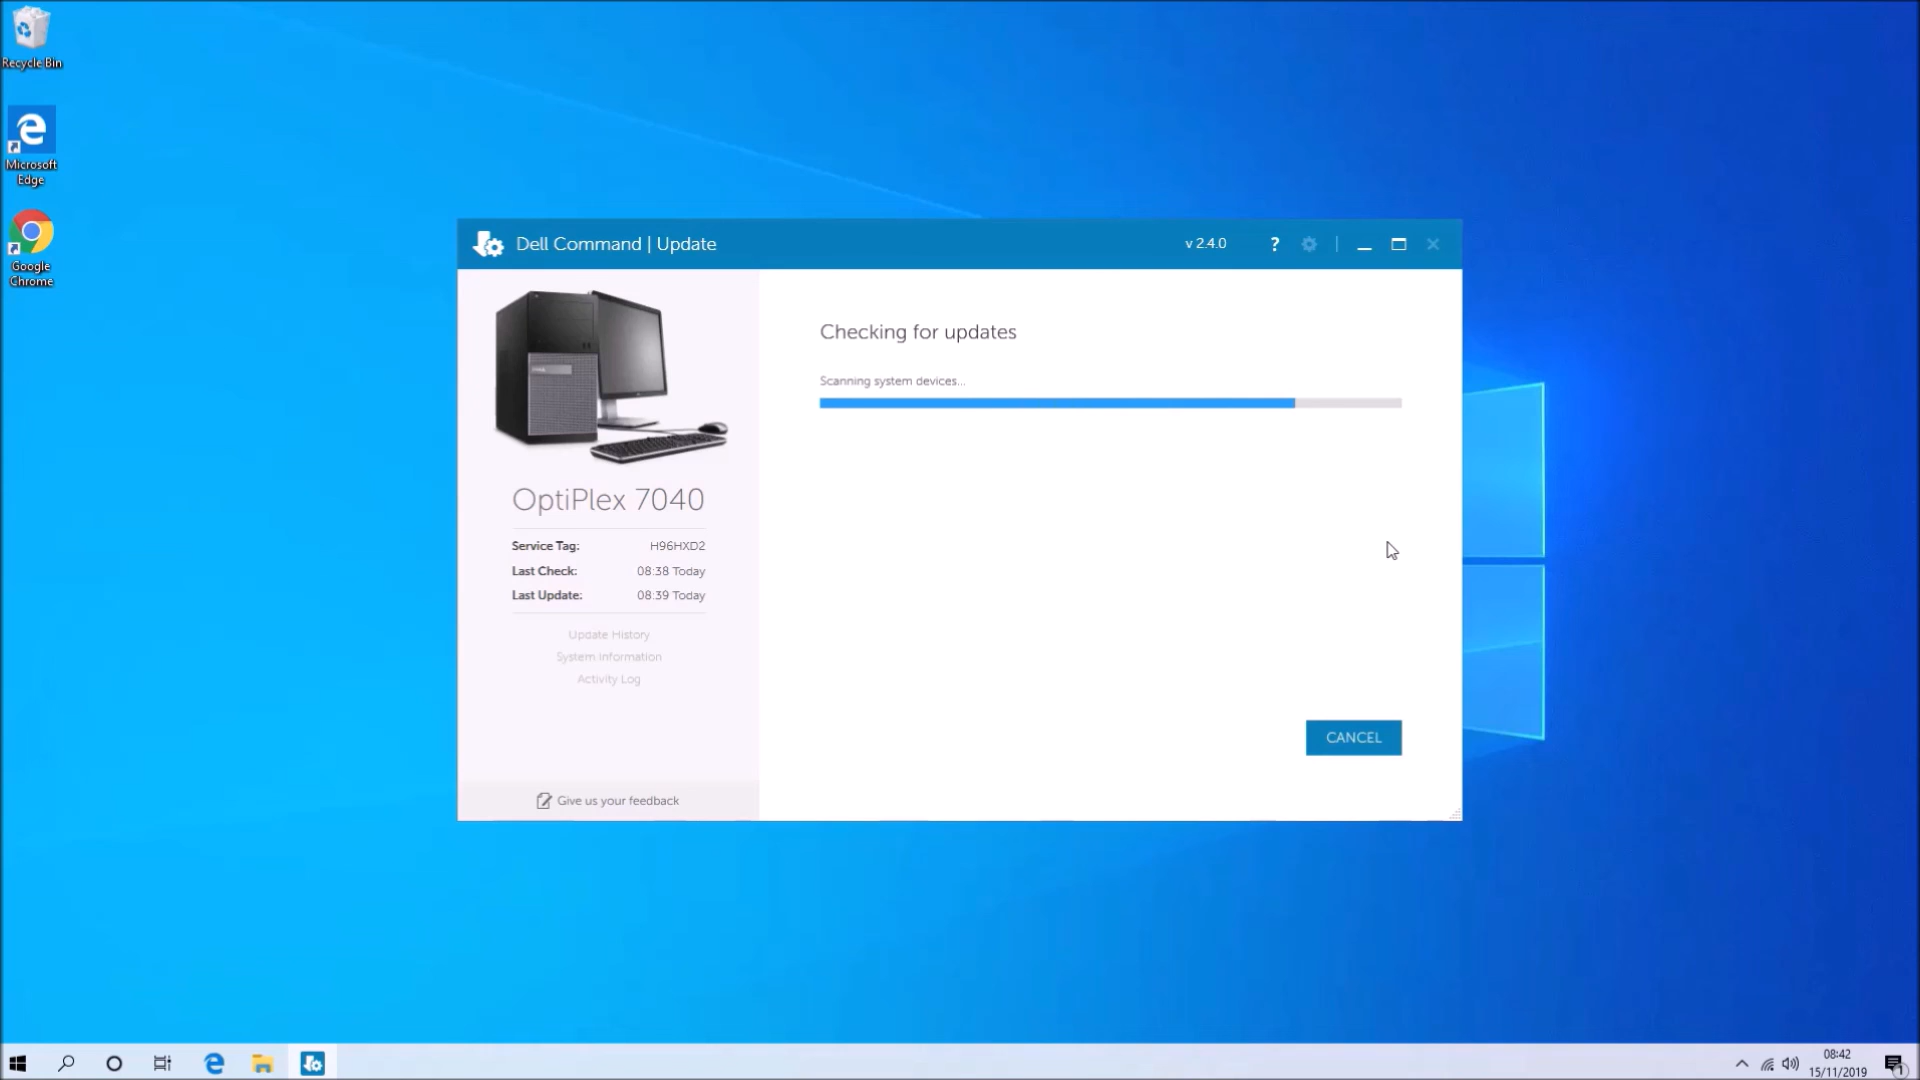 Recycle Bin
Microsoft
Edge
Google
Chrome
Dell Command | Update
v 2.4.0
?
Checking for updates
Scanning system devices...
OptiPlex 7040
Service Tag: H96HXD2
Last Check: 08:38 Today
Last Update: 08:39 Today
Update History
System Information
Activity Log
CANCEL
Give us your feedback
08:42
15/11/2019
1